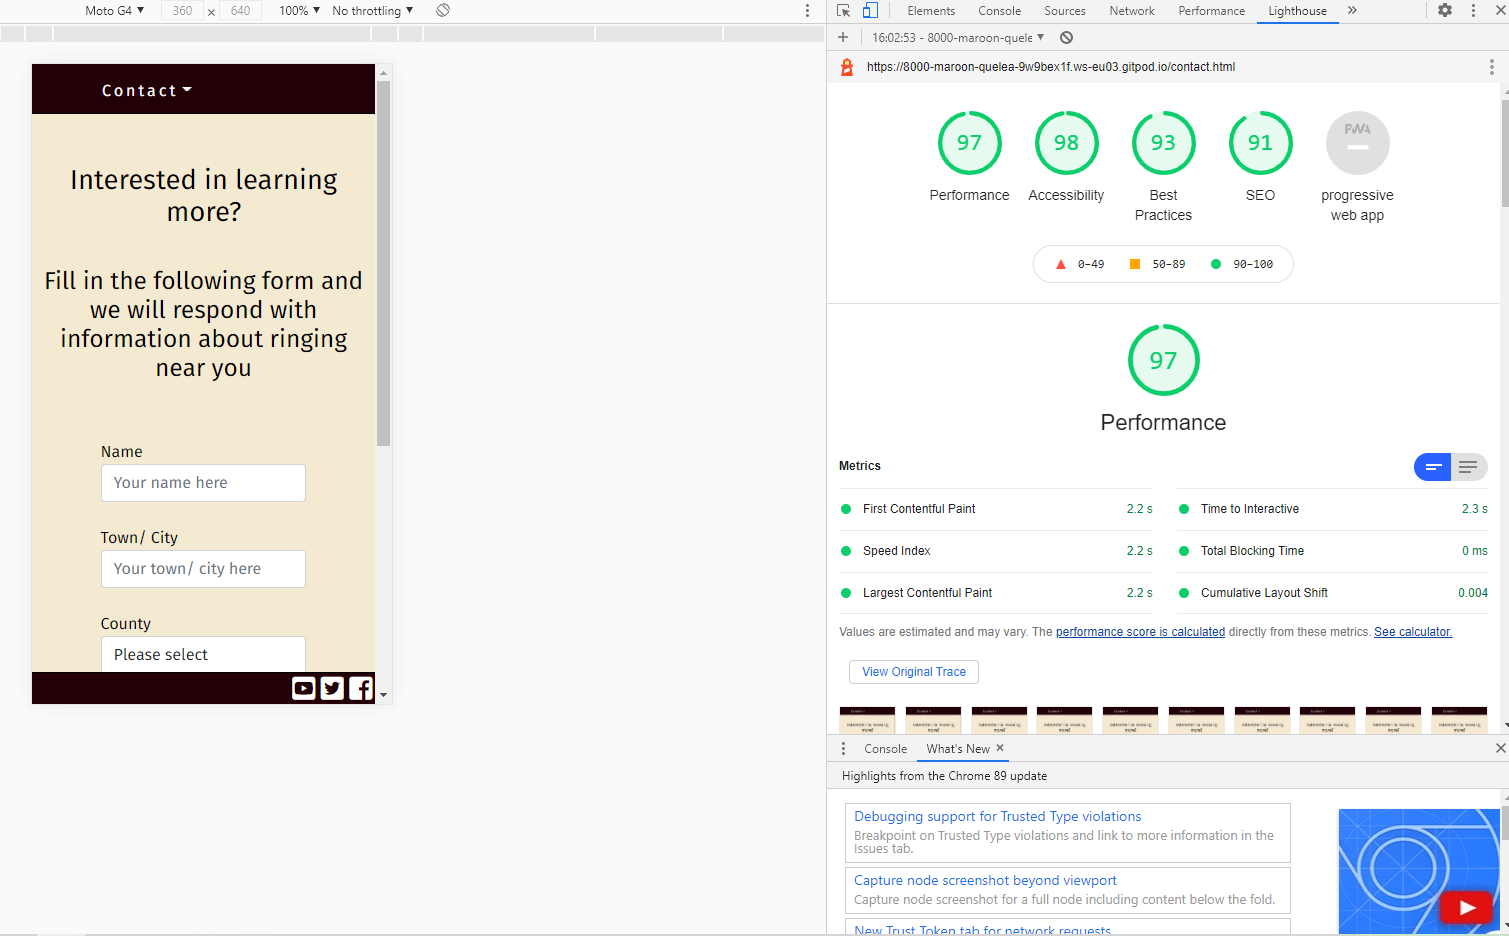 Moto G4 ▼ 360 x 640 100% ▼ No throttling ▼
Elements Console Sources Network Performance Lighthouse »
+ 16:02:53 - 8000-maroon-quele ▼
https://8000-maroon-quelea-9w9bex1f.ws-eu03.gitpod.io/contact.html
Contact
Interested in learning
more?
Fill in the following form and
we will respond with
information about ringing
near you
Name
Your name here
Town/ City
Your town/ city here
County
Please select
97 98 93 91 PWA
Performance Accessibility Best Practices SEO progressive web app
0–49 50–89 90–100
97
Performance
Metrics
First Contentful Paint 2.2 s
Time to Interactive 2.3 s
Speed Index 2.2 s
Total Blocking Time 0 ms
Largest Contentful Paint 2.2 s
Cumulative Layout Shift 0.004
Values are estimated and may vary. The performance score is calculated directly from these metrics. See calculator.
View Original Trace
Console What's New ×
Highlights from the Chrome 89 update
Debugging support for Trusted Type violations
Breakpoint on Trusted Type violations and link to more information in the
Issues tab.
Capture node screenshot beyond viewport
Capture node screenshot for a full node including content below the fold.
New Trust Token tab for network requests